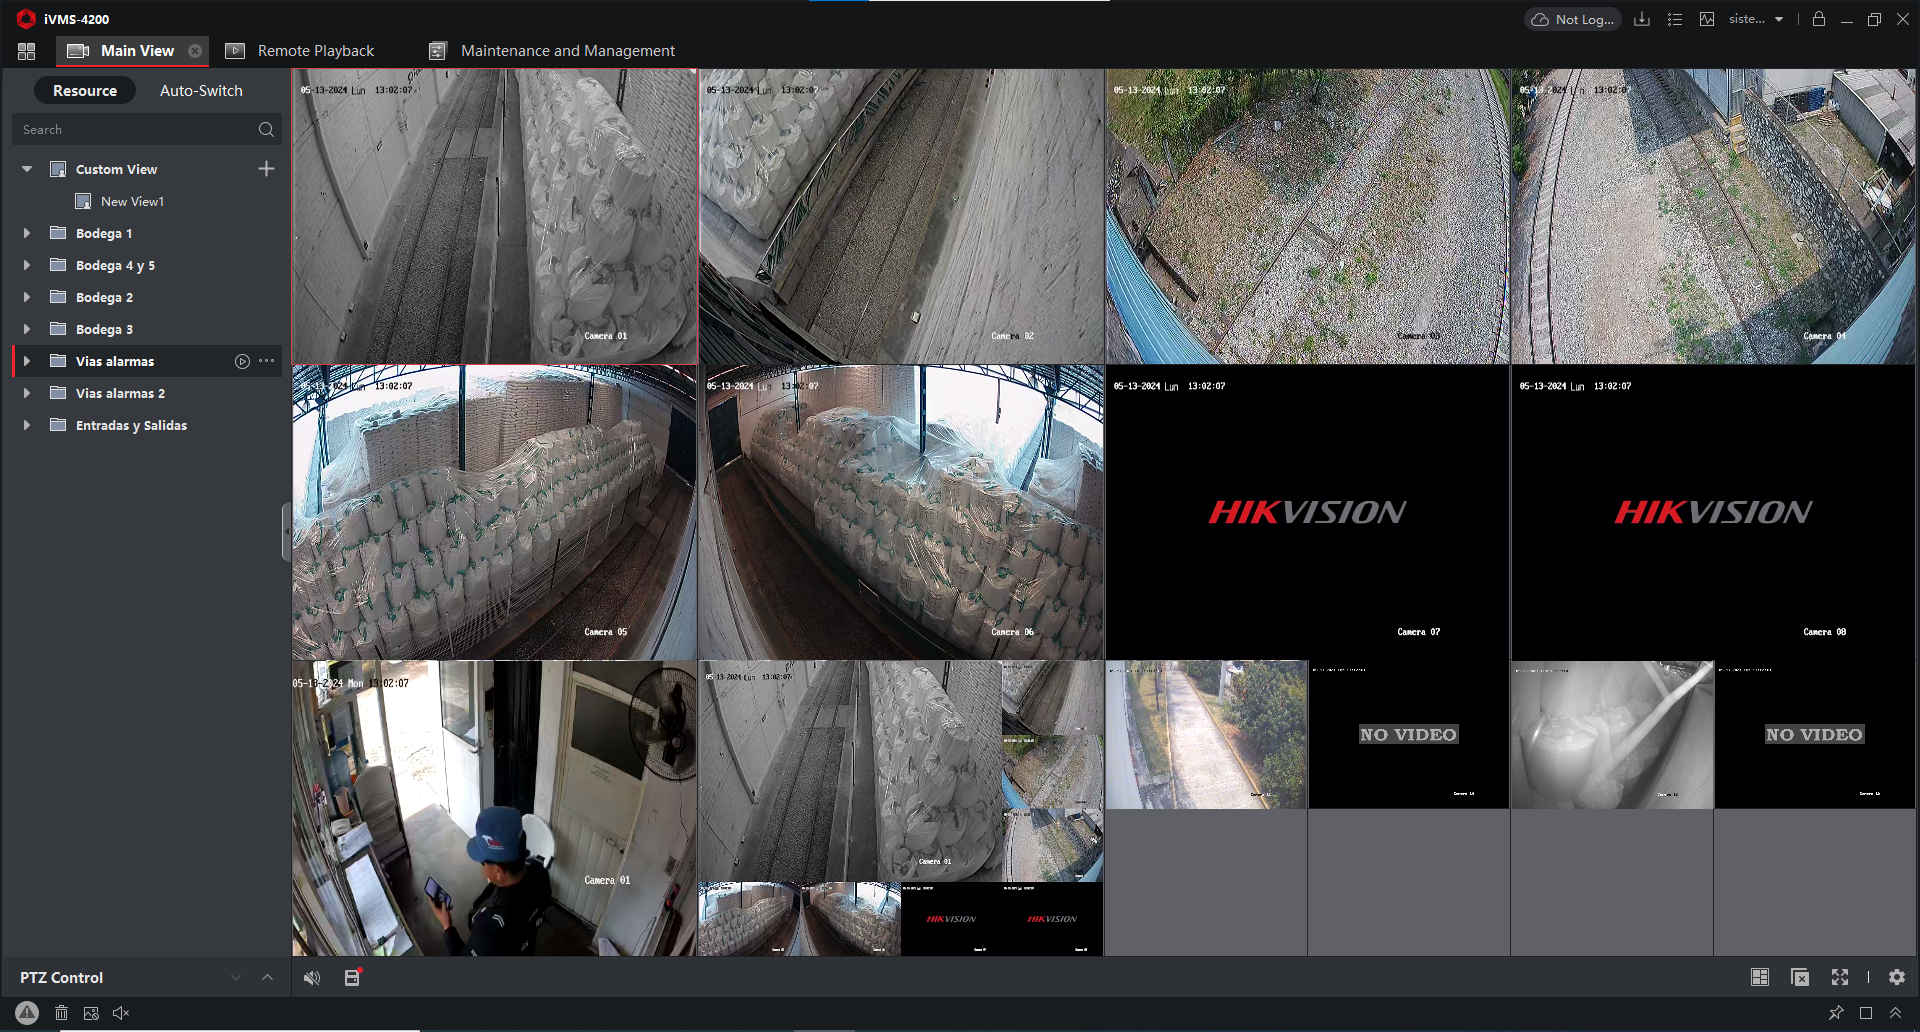 iVMS-4200
Not Log...
siste...
Main View
Remote Playback
Maintenance and Management
Resource
Auto-Switch
Search
Custom View
New View1
Bodega 1
Bodega 4 y 5
Bodega 2
Bodega 3
Vias alarmas
Vias alarmas 2
Entradas y Salidas
PTZ Control
05-13-2024 Lun 13:02:07
Camera 01
05-13-2024 Lun 13:02:07
Camera 02
05-13-2024 Lun 13:02:07
Camera 03
05-13-2024 Lun 13:02:07
Camera 04
05-13-2024 Lun 13:02:07
Camera 05
05-13-2024 Lun 13:02:07
Camera 06
05-13-2024 Lun 13:02:07
HIKVISION
Camera 07
05-13-2024 Lun 13:02:07
HIKVISION
Camera 08
05-13-2024 Mon 13:02:07
Camera 01
05-13-2024 Lun 13:02:07
Camera 01
HIKVISION
HIKVISION
NO VIDEO
NO VIDEO